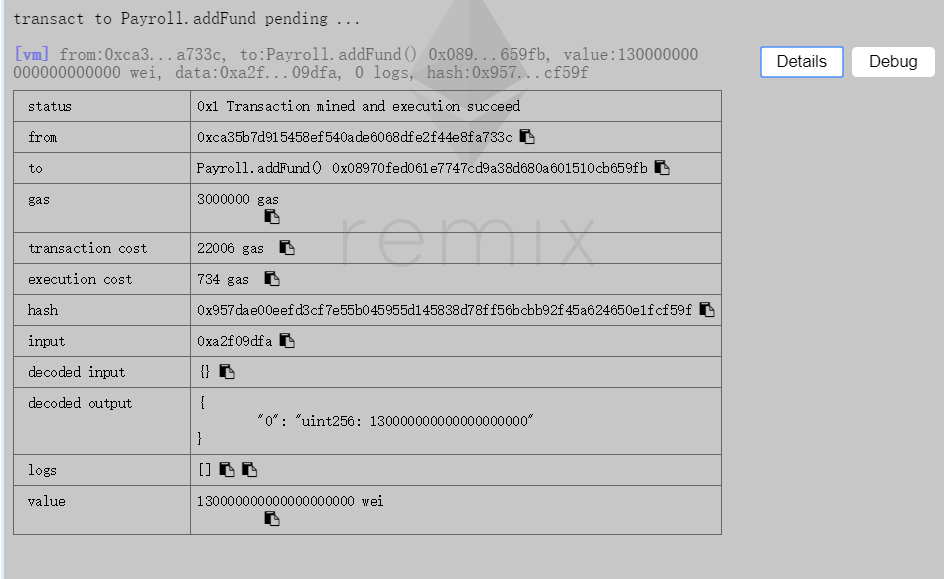 transact to Payroll.addFund pending ...
[vm] from:0xca3...a733c, to:Payroll.addFund() 0x089...659fb, value:130000000
000000000000 wei, data:0xa2f...09dfa, 0 logs, hash:0x957...cf59f
Details
Debug
status 0x1 Transaction mined and execution succeed
from 0xca35b7d915458ef540ade6068dfe2f44e8fa733c
to Payroll.addFund() 0x08970fed061e7747cd9a38d680a601510cb659fb
gas 3000000 gas
remix
transaction cost 22006 gas
execution cost 734 gas
hash 0x957dae00eefd3cf7e55b045955d145838d78ff56bcbb92f45a624650e1fcf59f
input 0xa2f09dfa
decoded input {}
decoded output {
"0": "uint256: 130000000000000000000"
}
logs []
value 130000000000000000000 wei